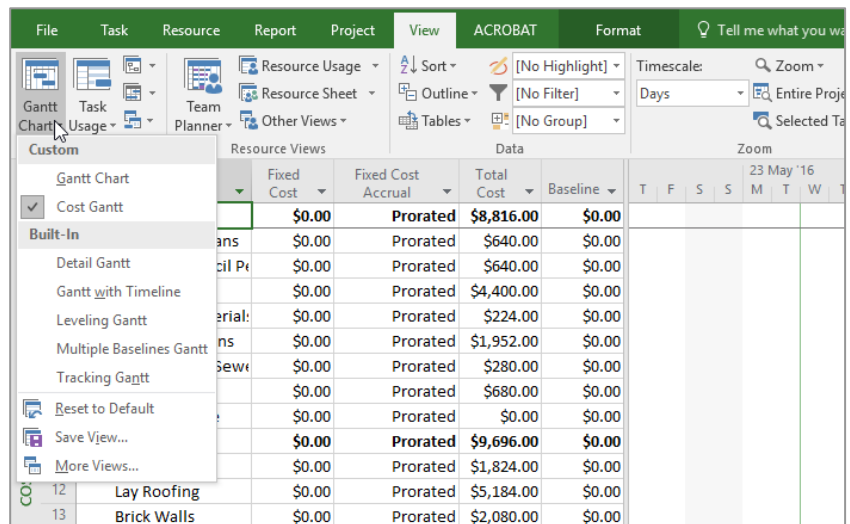 File Task Resource Report Project View ACROBAT Format Tell me what you wa
Resource Usage Sort [No Highlight] Timescale: Zoom
Resource Sheet Outline [No Filter] Days Entire Proje
Gantt Chart Task Usage Team Planner Other Views Tables [No Group] Selected Ta
Resource Views Data Zoom
Custom
Gantt Chart
Cost Gantt
Built-In
Detail Gantt
Gantt with Timeline
Leveling Gantt
Multiple Baselines Gantt
Tracking Gantt
Reset to Default
Save View...
More Views...
Fixed Cost Fixed Cost Accrual Total Cost Baseline 23 May '16
T F S S M T W T
$0.00 Prorated $8,816.00 $0.00
ans $0.00 Prorated $640.00 $0.00
cil Pe $0.00 Prorated $640.00 $0.00
$0.00 Prorated $4,400.00 $0.00
erials $0.00 Prorated $224.00 $0.00
ns $0.00 Prorated $1,952.00 $0.00
Sewe $0.00 Prorated $280.00 $0.00
$0.00 Prorated $680.00 $0.00
$0.00 Prorated $0.00 $0.00
$0.00 Prorated $9,696.00 $0.00
$0.00 Prorated $1,824.00 $0.00
COS 12 Lay Roofing $0.00 Prorated $5,184.00 $0.00
13 Brick Walls $0.00 Prorated $2,080.00 $0.00